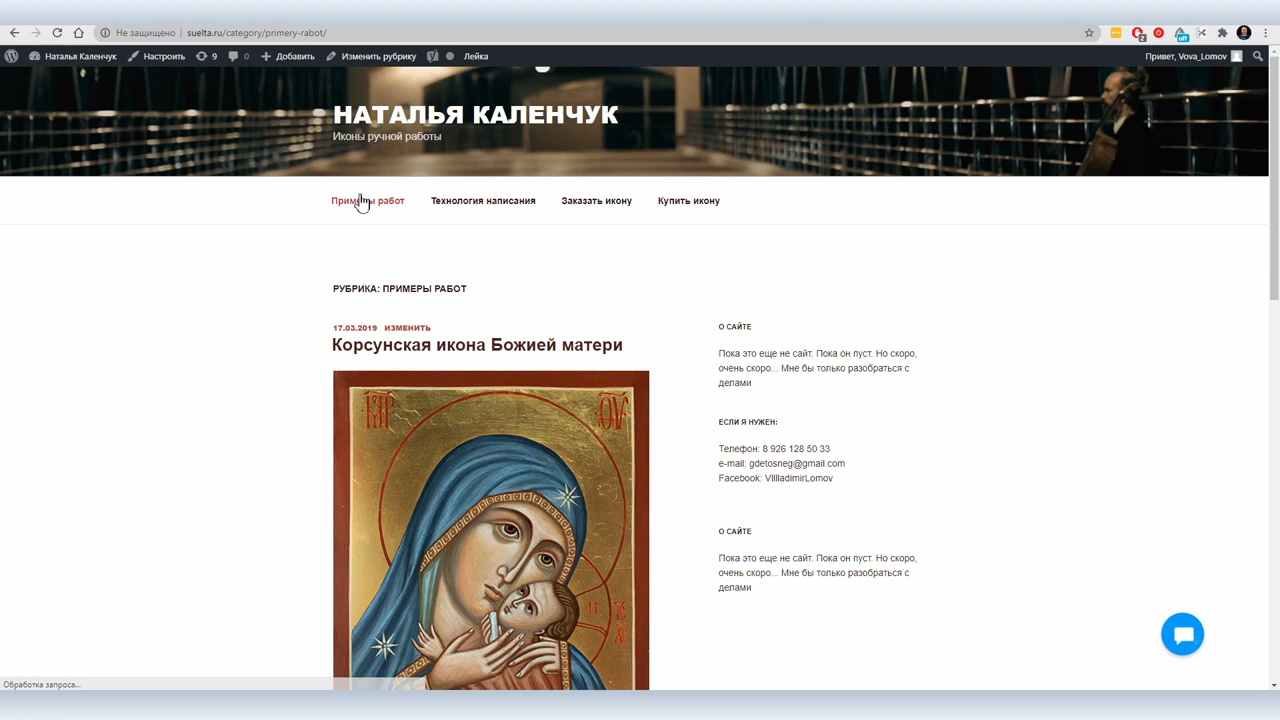 Не защищено suelta.ru/category/primery-rabot/
Наталья Каленчук Настроить 9 0 Добавить Изменить рубрику Лейка Привет, Vova_Lomov
НАТАЛЬЯ КАЛЕНЧУК
Иконы ручной работы
Примеры работ Технология написания Заказать икону Купить икону
РУБРИКА: ПРИМЕРЫ РАБОТ
17.03.2019 ИЗМЕНИТЬ
Корсунская икона Божией матери
О САЙТЕ
Пока это еще не сайт. Пока он пуст. Но скоро,
очень скоро... Мне бы только разобраться с
делами
ЕСЛИ Я НУЖЕН:
Телефон: 8 926 128 50 33
e-mail: gdetosneg@gmail.com
Facebook: VlllladimirLomov
О САЙТЕ
Пока это еще не сайт. Пока он пуст. Но скоро,
очень скоро... Мне бы только разобраться с
делами
Обработка запроса...